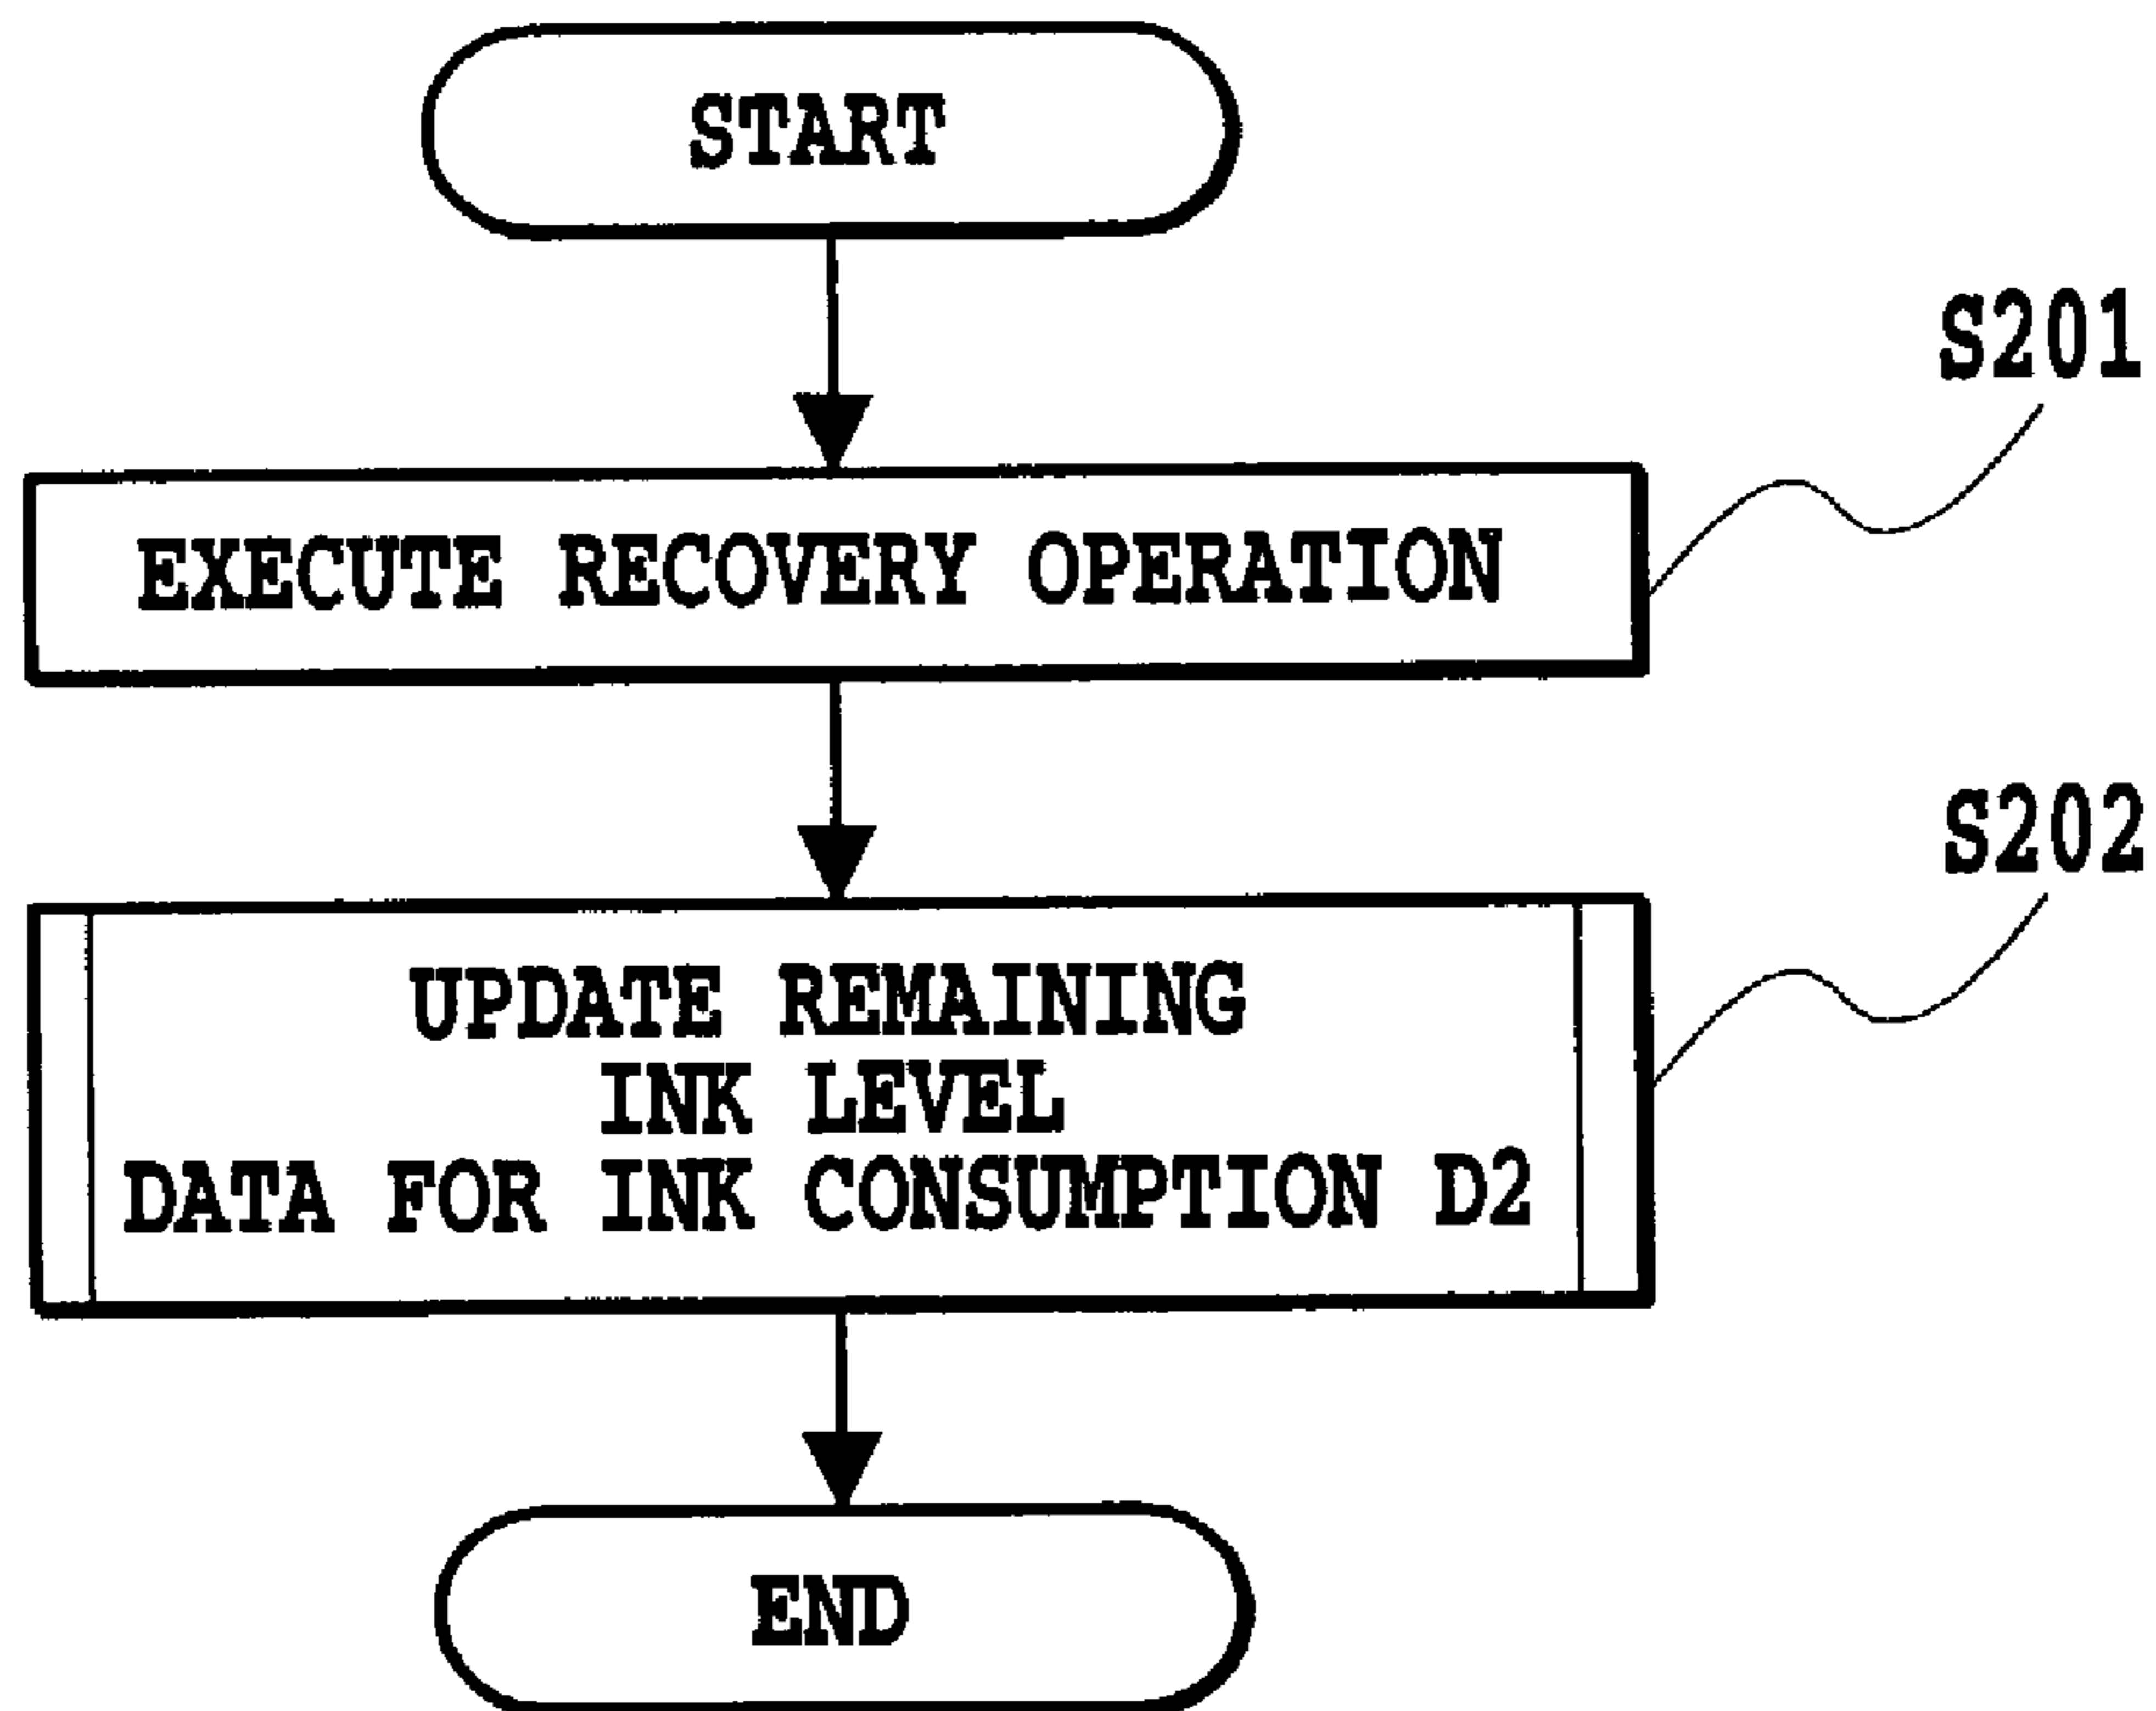 START
S201
EXECUTE RECOVERY OPERATION
S202
UPDATE REMAINING
INK LEVEL
DATA FOR INK CONSUMPTION D2
END